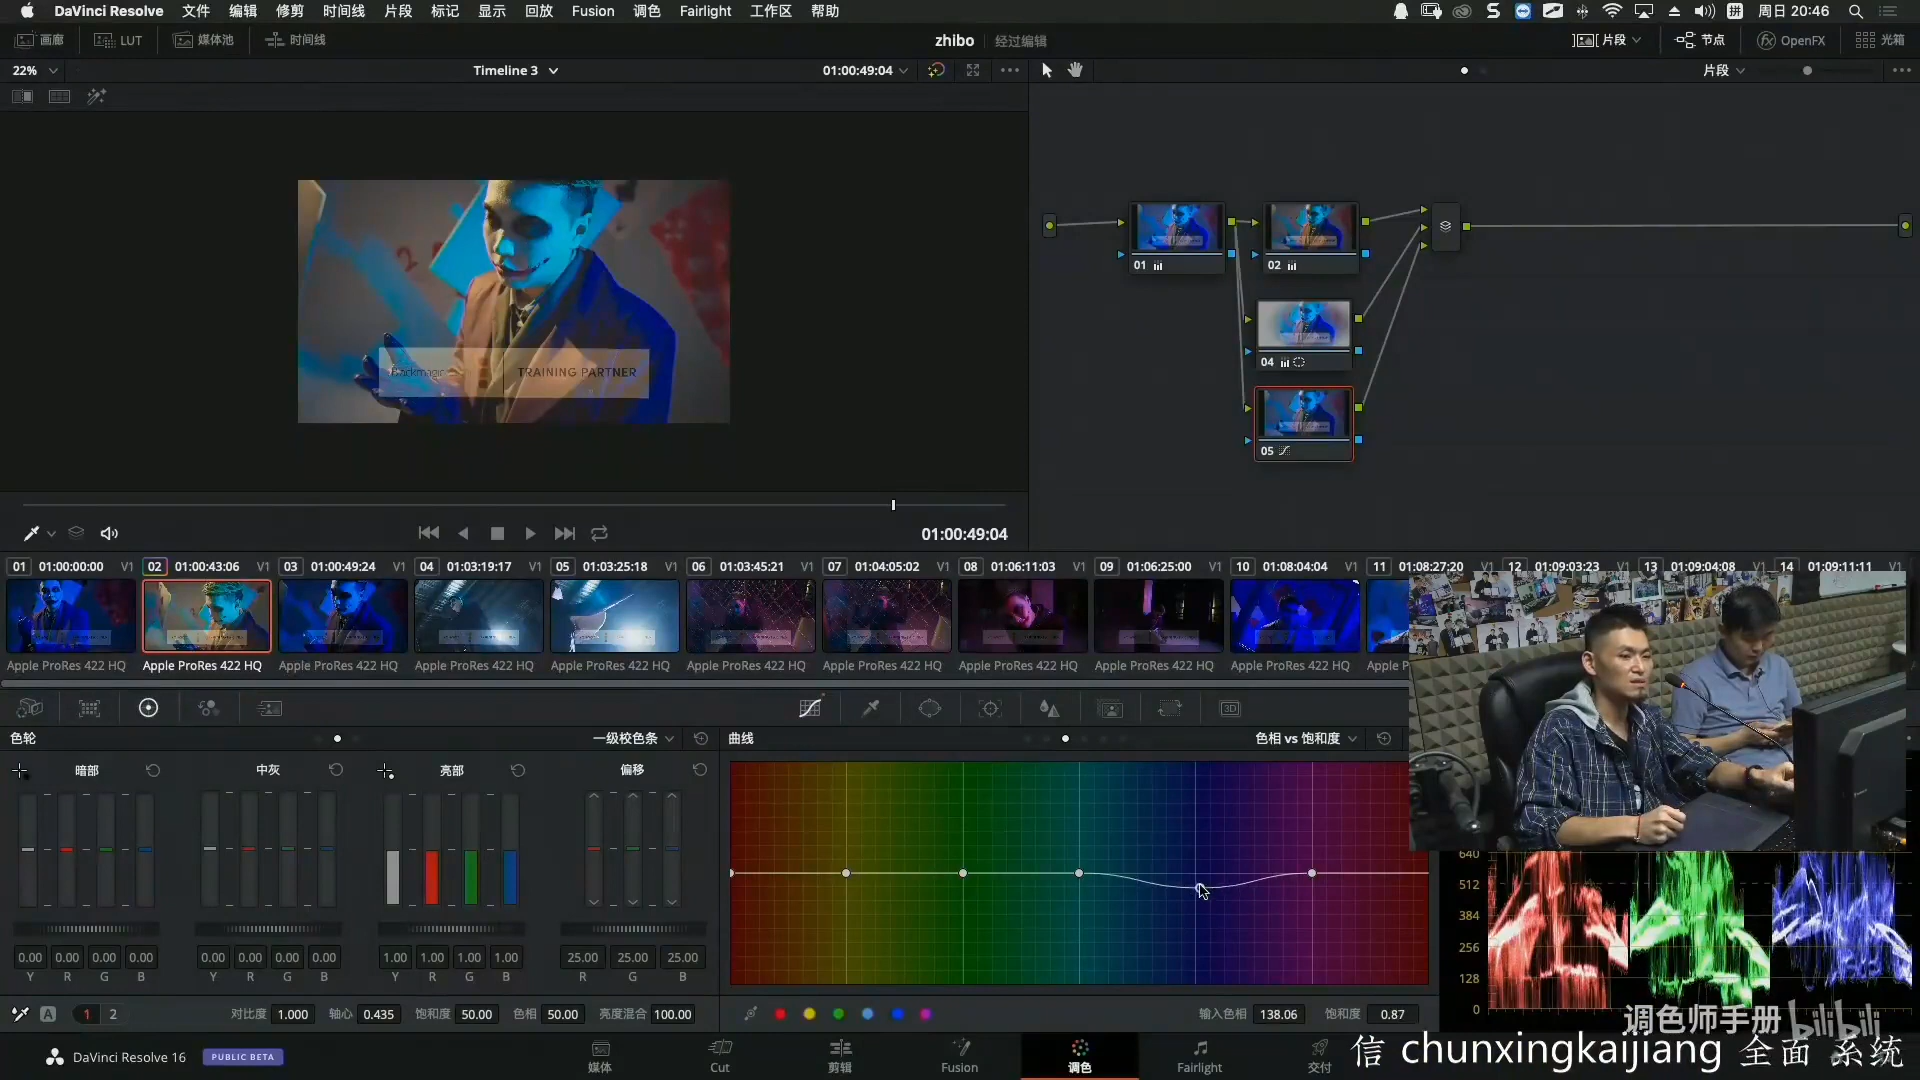 DaVinci Resolve 文件 编辑 修剪 时间线 片段 标记 显示 回放 Fusion 调色 Fairlight 工作区 帮助 周日 20:46
画廊 LUT 媒体池 时间线 zhibo 经过编辑 片段 节点 OpenFX 光箱
22% Timeline 3 01:00:49:04 片段
Blackmagic TRAINING PARTNER
01 02
04
05
01:00:49:04
01 01:00:00:00 V1 02 01:00:43:06 V1 03 01:00:49:24 V1 04 01:03:19:17 V1 05 01:03:25:18 V1 06 01:03:45:21 V1 07 01:04:05:02 V1 08 01:06:11:03 V1 09 01:06:25:00 V1 10 01:08:04:04 V1 11 01:08:27:20 V1 12 01:09:03:23 V1 13 01:09:04:08 V1 14 01:09:11:11 V1
Apple ProRes 422 HQ Apple ProRes 422 HQ Apple ProRes 422 HQ Apple ProRes 422 HQ Apple ProRes 422 HQ Apple ProRes 422 HQ Apple ProRes 422 HQ Apple ProRes 422 HQ Apple ProRes 422 HQ Apple ProRes 422 HQ Apple P
3D
色轮 一级校色条 曲线 色相 vs 饱和度
暗部 中灰 亮部 偏移
640
512
384
256
128
0
0.00 0.00 0.00 0.00 0.00 0.00 0.00 0.00 1.00 1.00 1.00 1.00 25.00 25.00 25.00
Y R G B Y R G B Y R G B R G B
A 1 2 对比度 1.000 轴心 0.435 饱和度 50.00 色相 50.00 亮度混合 100.00 输入色相 138.06 饱和度 0.87
调色师手册 bilibili
DaVinci Resolve 16 PUBLIC BETA 媒体 Cut 剪辑 Fusion 调色 Fairlight 交付
信 chunxingkaijiang 全面 系统